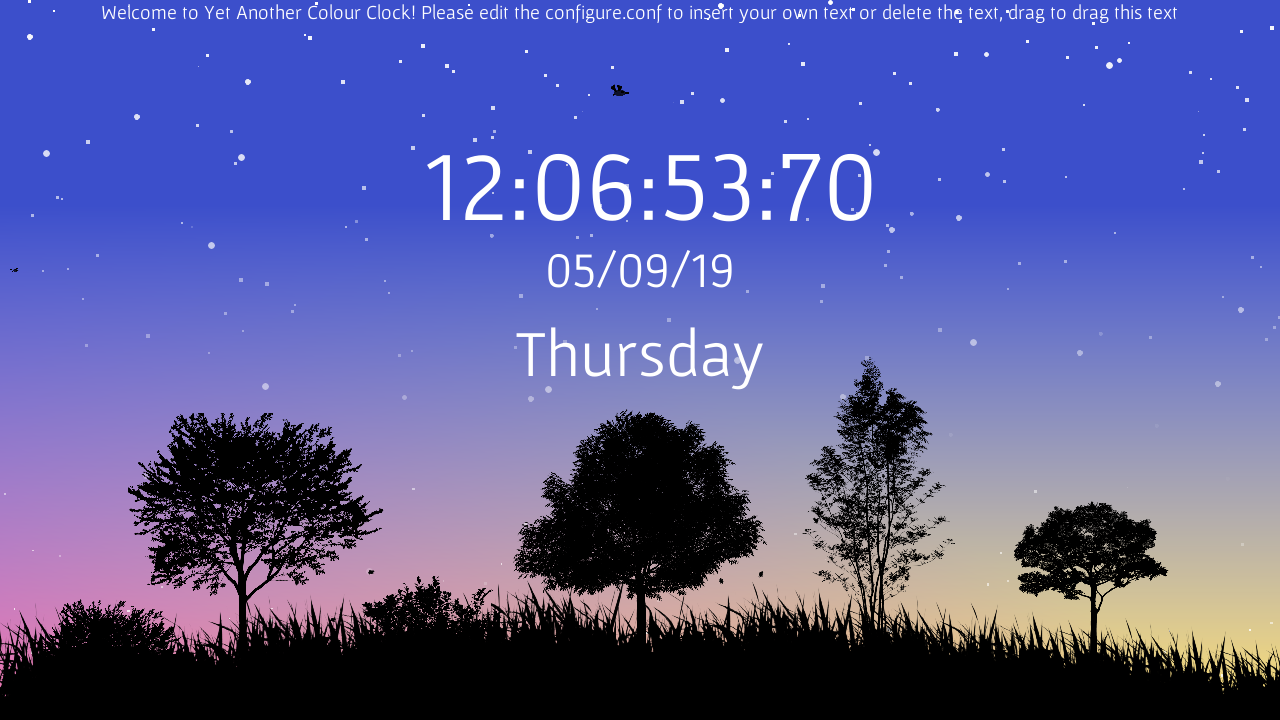 Welcome to Yet Another Colour Clock! Please edit the configure.conf to insert your own text or delete the text, drag to drag this text
12:06:53:70
05/09/19
Thursday